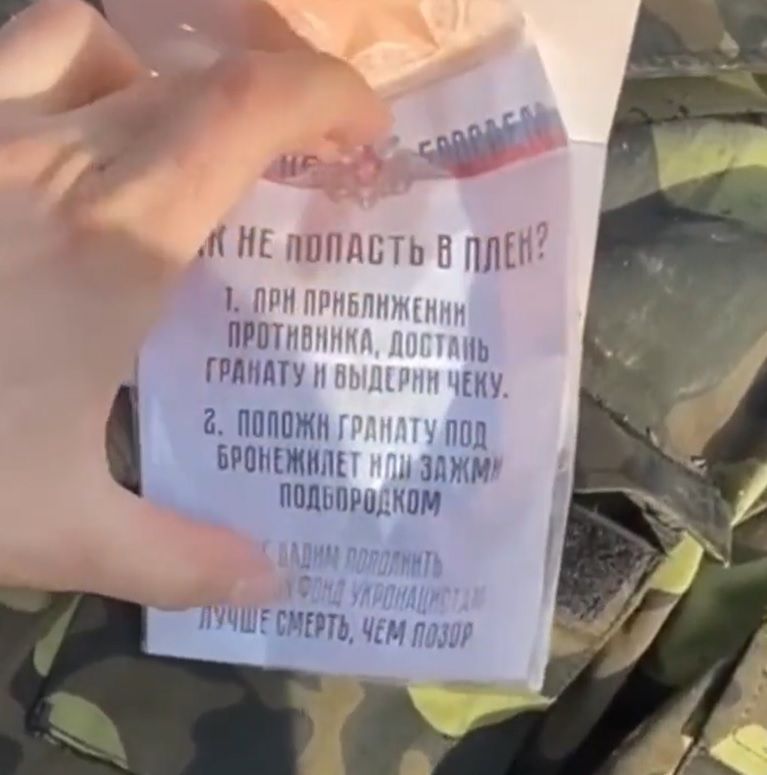 НЕ ПОПАСТЬ В ПЛЕН?
1. ПРИ ПРИБЛИЖЕНИИ
ПРОТИВНИКА, ДОСТАНЬ
ГРАНАТУ И ВЫДЕРНИ ЧЕКУ.
2. ПОЛОЖИ ГРАНАТУ ПОД
БРОНЕЖИЛЕТ ИЛИ ЗАЖМИ
ПОДБОРОДКОМ
ДАДИМ ПОПОЛНИТЬ
ФОНД УКРОНАЦИСТАМ
ЛУЧШЕ СМЕРТЬ, ЧЕМ ПОЗОР